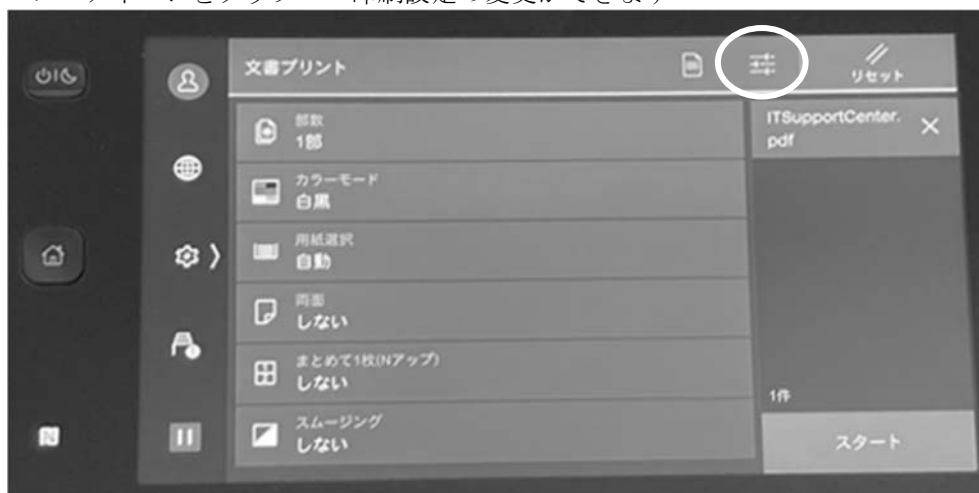 文書プリント
リセット
部数
1部
ITSupportCenter.
pdf
カラーモード
白黒
用紙選択
自動
両面
しない
まとめて1枚(Nアップ)
しない
スムージング
しない
1件
スタート